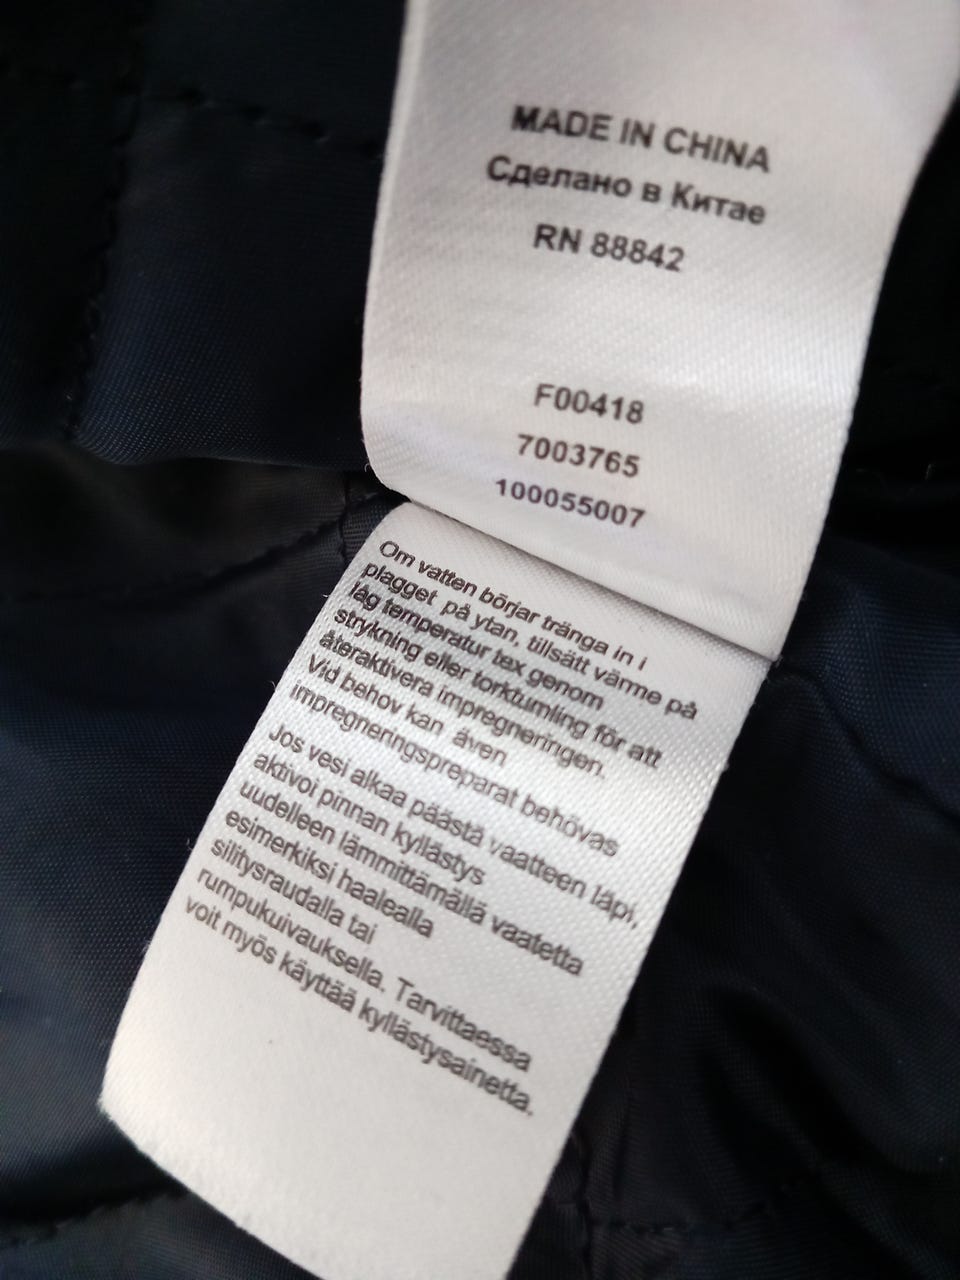 MADE IN CHINA
Сделано в Китае
RN 88842
F00418
7003765
100055007
Om vatten börjar tränga in i
plagget på ytan, tillsätt värme på
låg temperatur tex genom
strykning eller torktumling för att
återaktivera impregneringen.
Vid behov kan även
impregneringspreparat behövas
Jos vesi alkaa päästä vaatteen läpi,
aktivoi pinnan kyllästys
uudelleen lämmittämällä vaatetta
esimerkiksi haalealla
silitysraudalla tai
rumpukuivauksella. Tarvittaessa
voit myös käyttää kyllästysainetta.